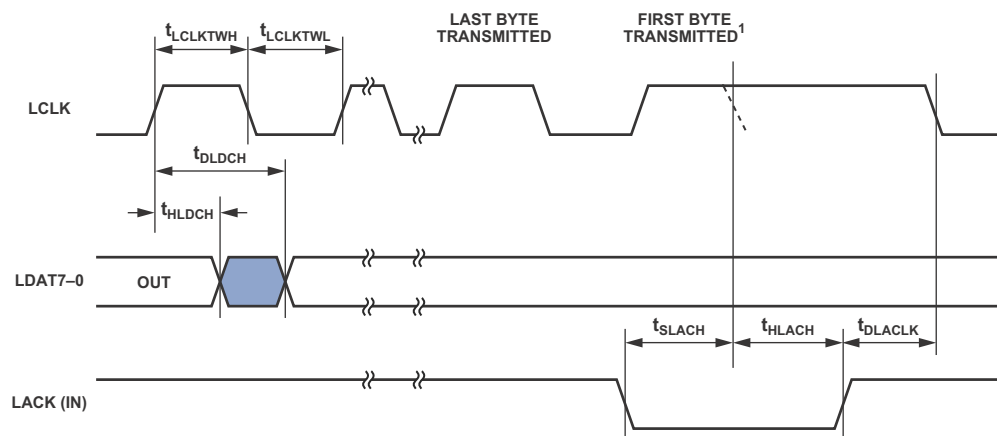 LAST BYTE
TRANSMITTED
FIRST BYTE
TRANSMITTED¹
tLCLKTWH
tLCLKTWL
LCLK
tDLDCH
tHLDCH
LDAT7–0
OUT
tSLACH
tHLACH
tDLACLK
LACK (IN)